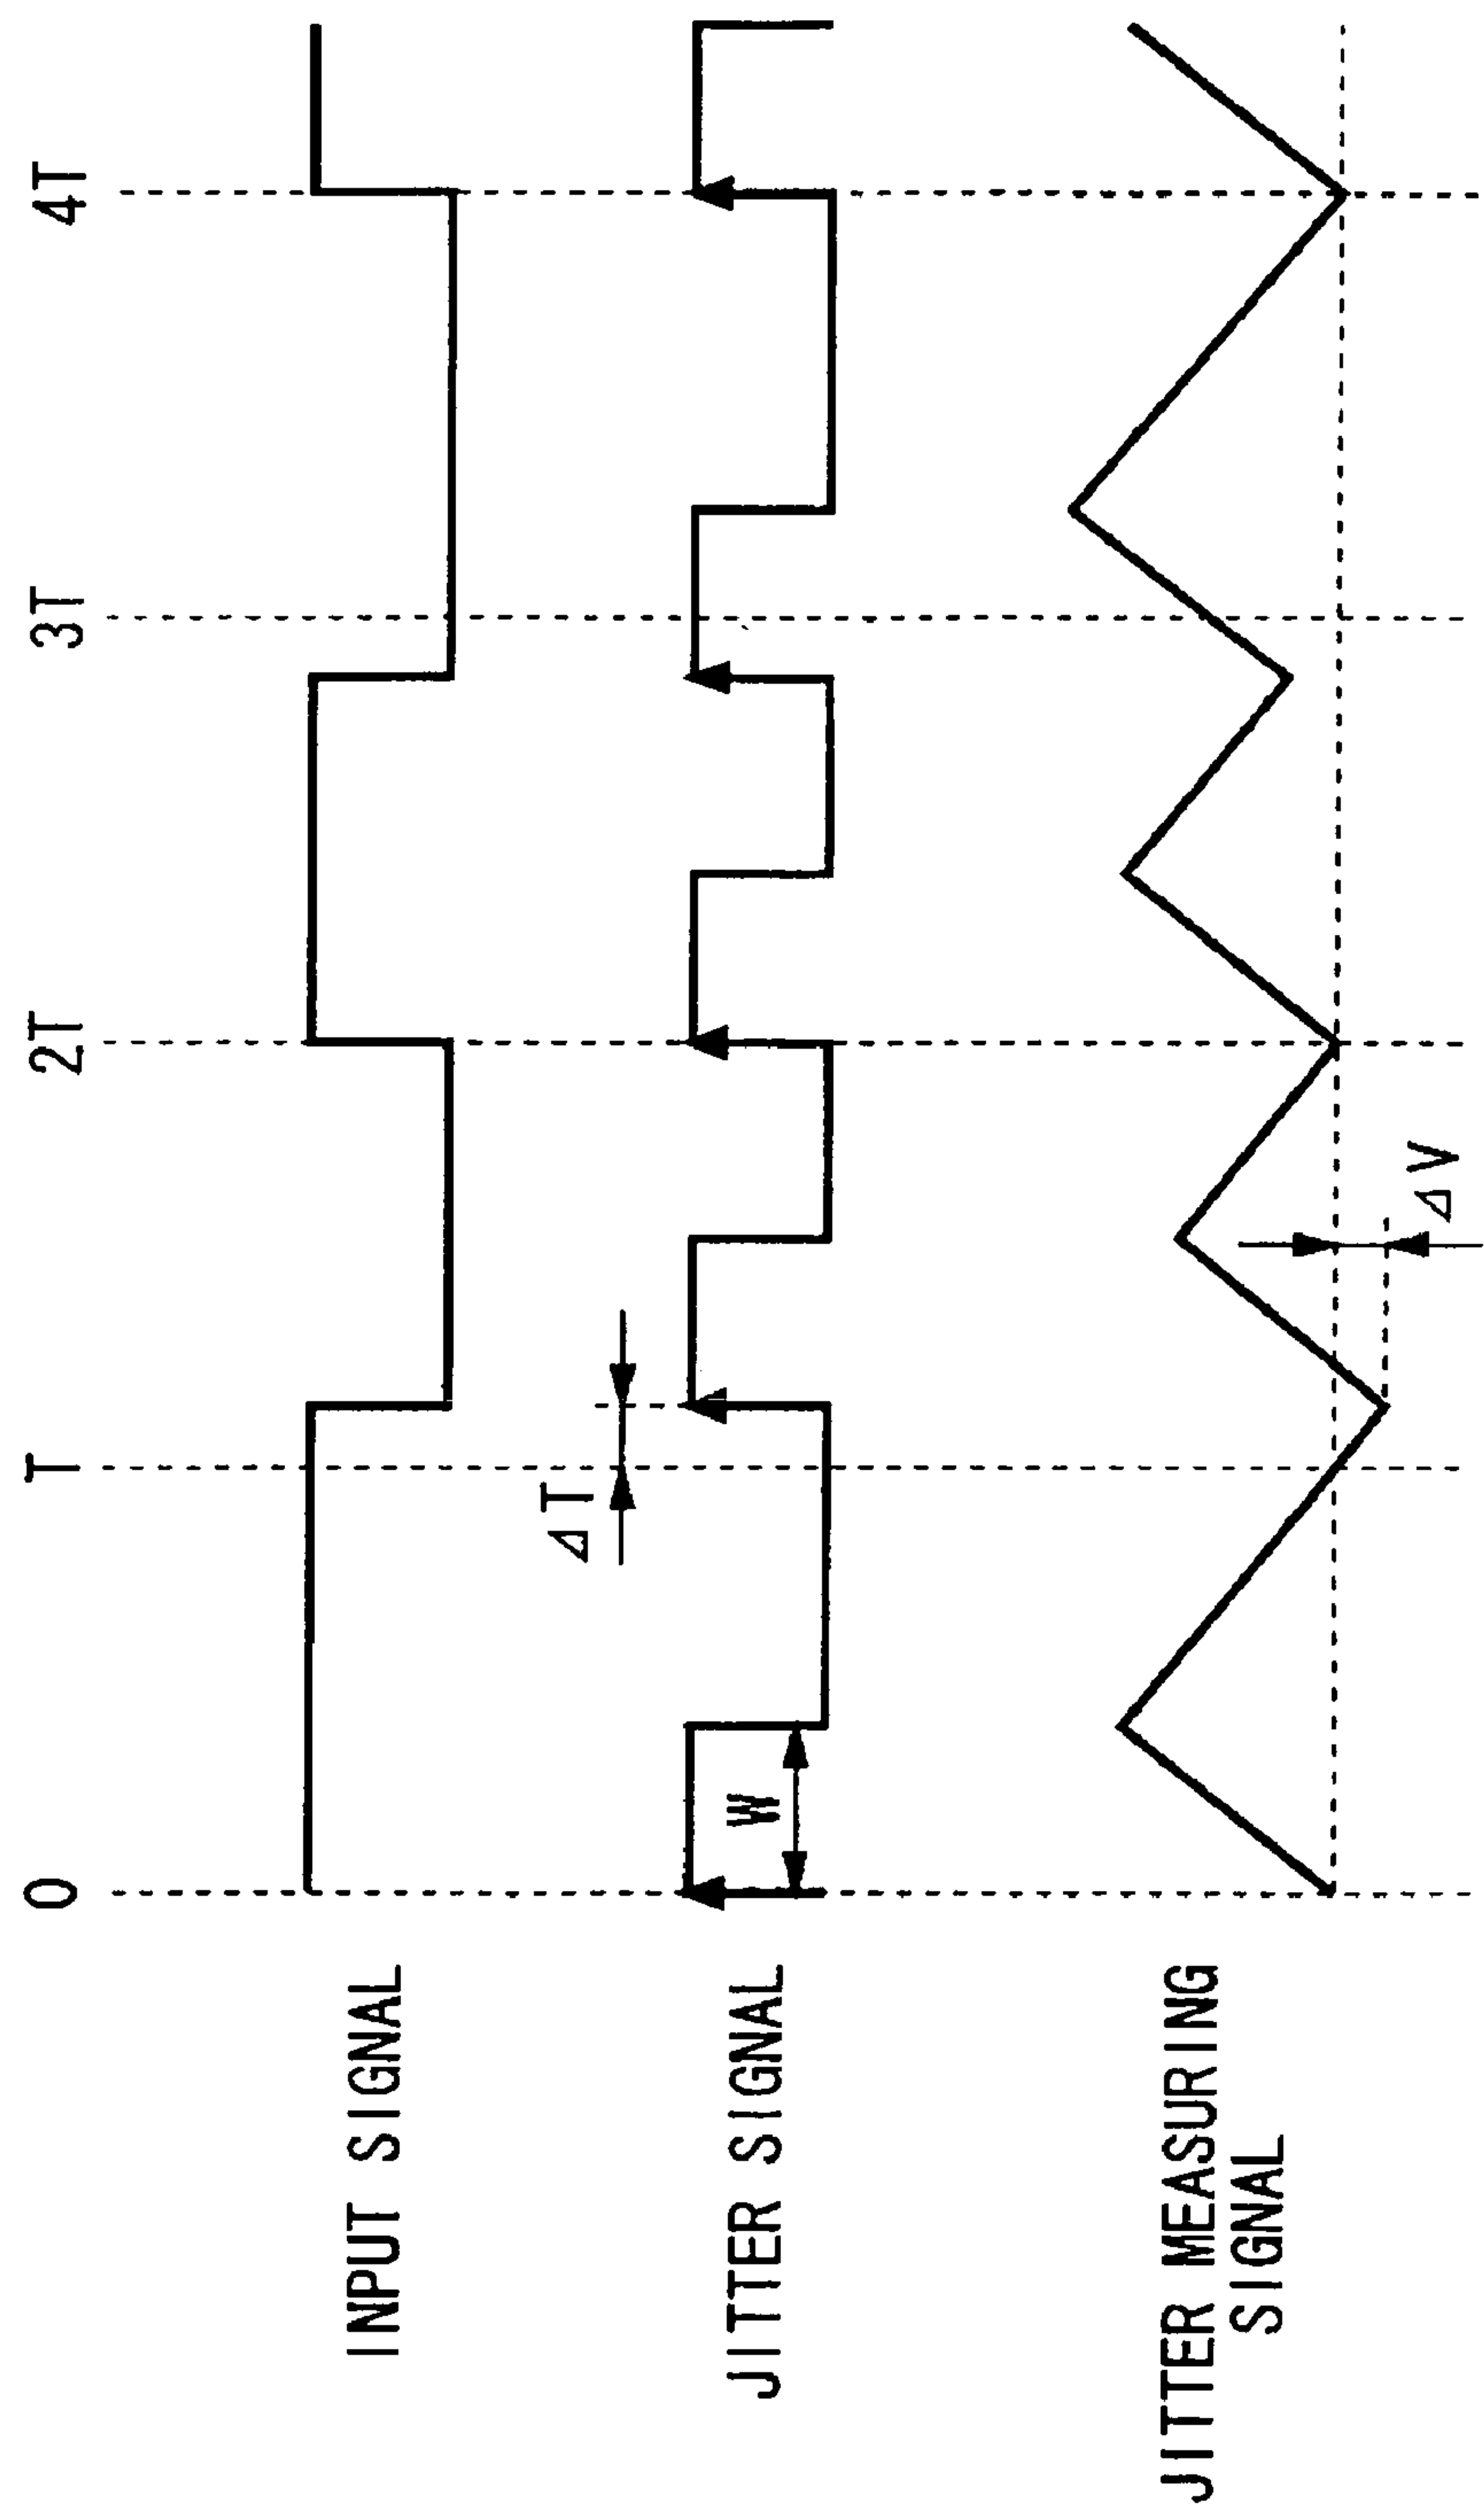 0 T 2T 3T 4T
INPUT SIGNAL
ΔT
JITTER SIGNAL
W
JITTER MEASURING
SIGNAL
ΔV